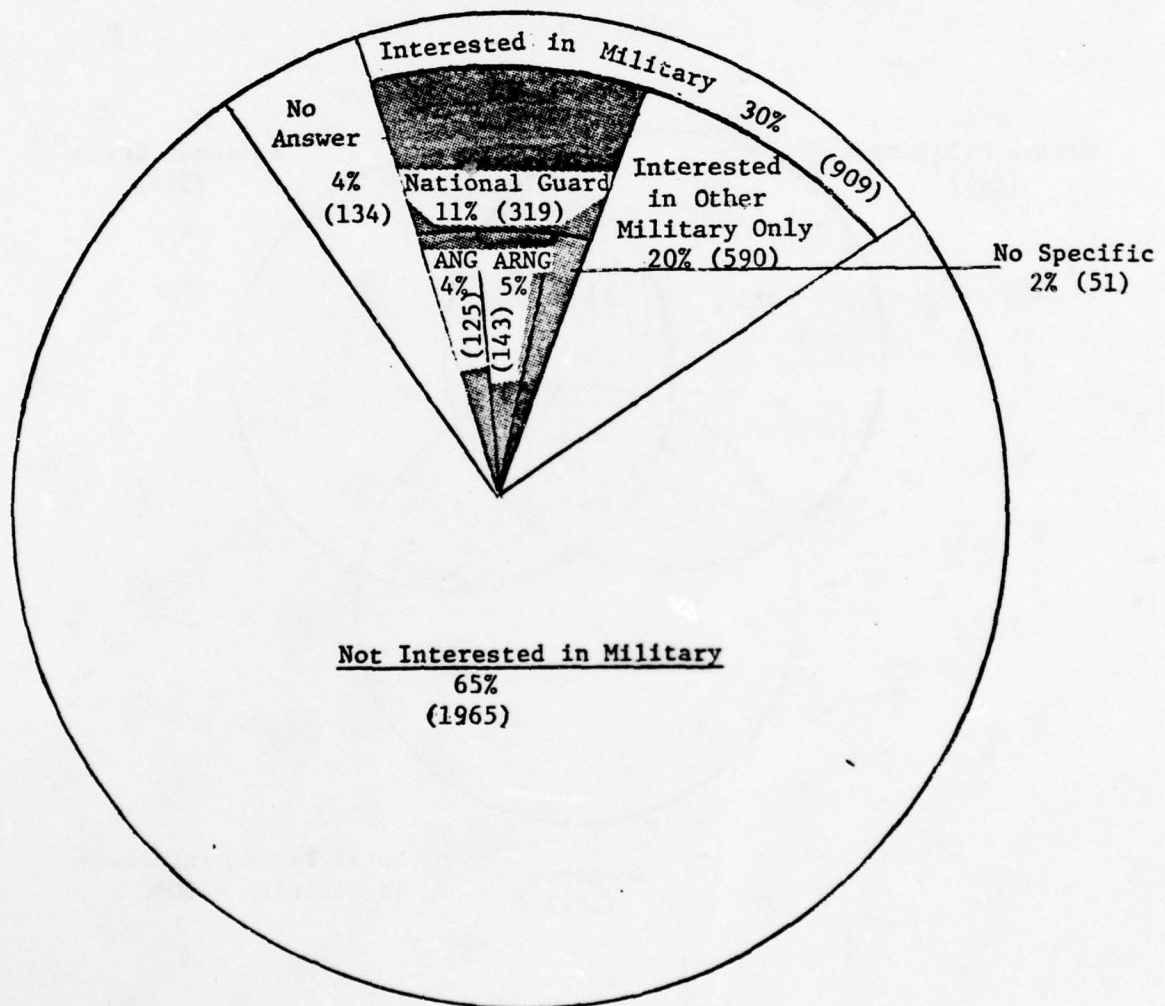 Interested in Military 30% (909)
No
Answer
4%
(134)
National Guard
11% (319)
ANG
4%
(125)
ARNG
5%
(143)
Interested
in Other
Military Only
20% (590)
No Specific
2% (51)
Not Interested in Military
65%
(1965)